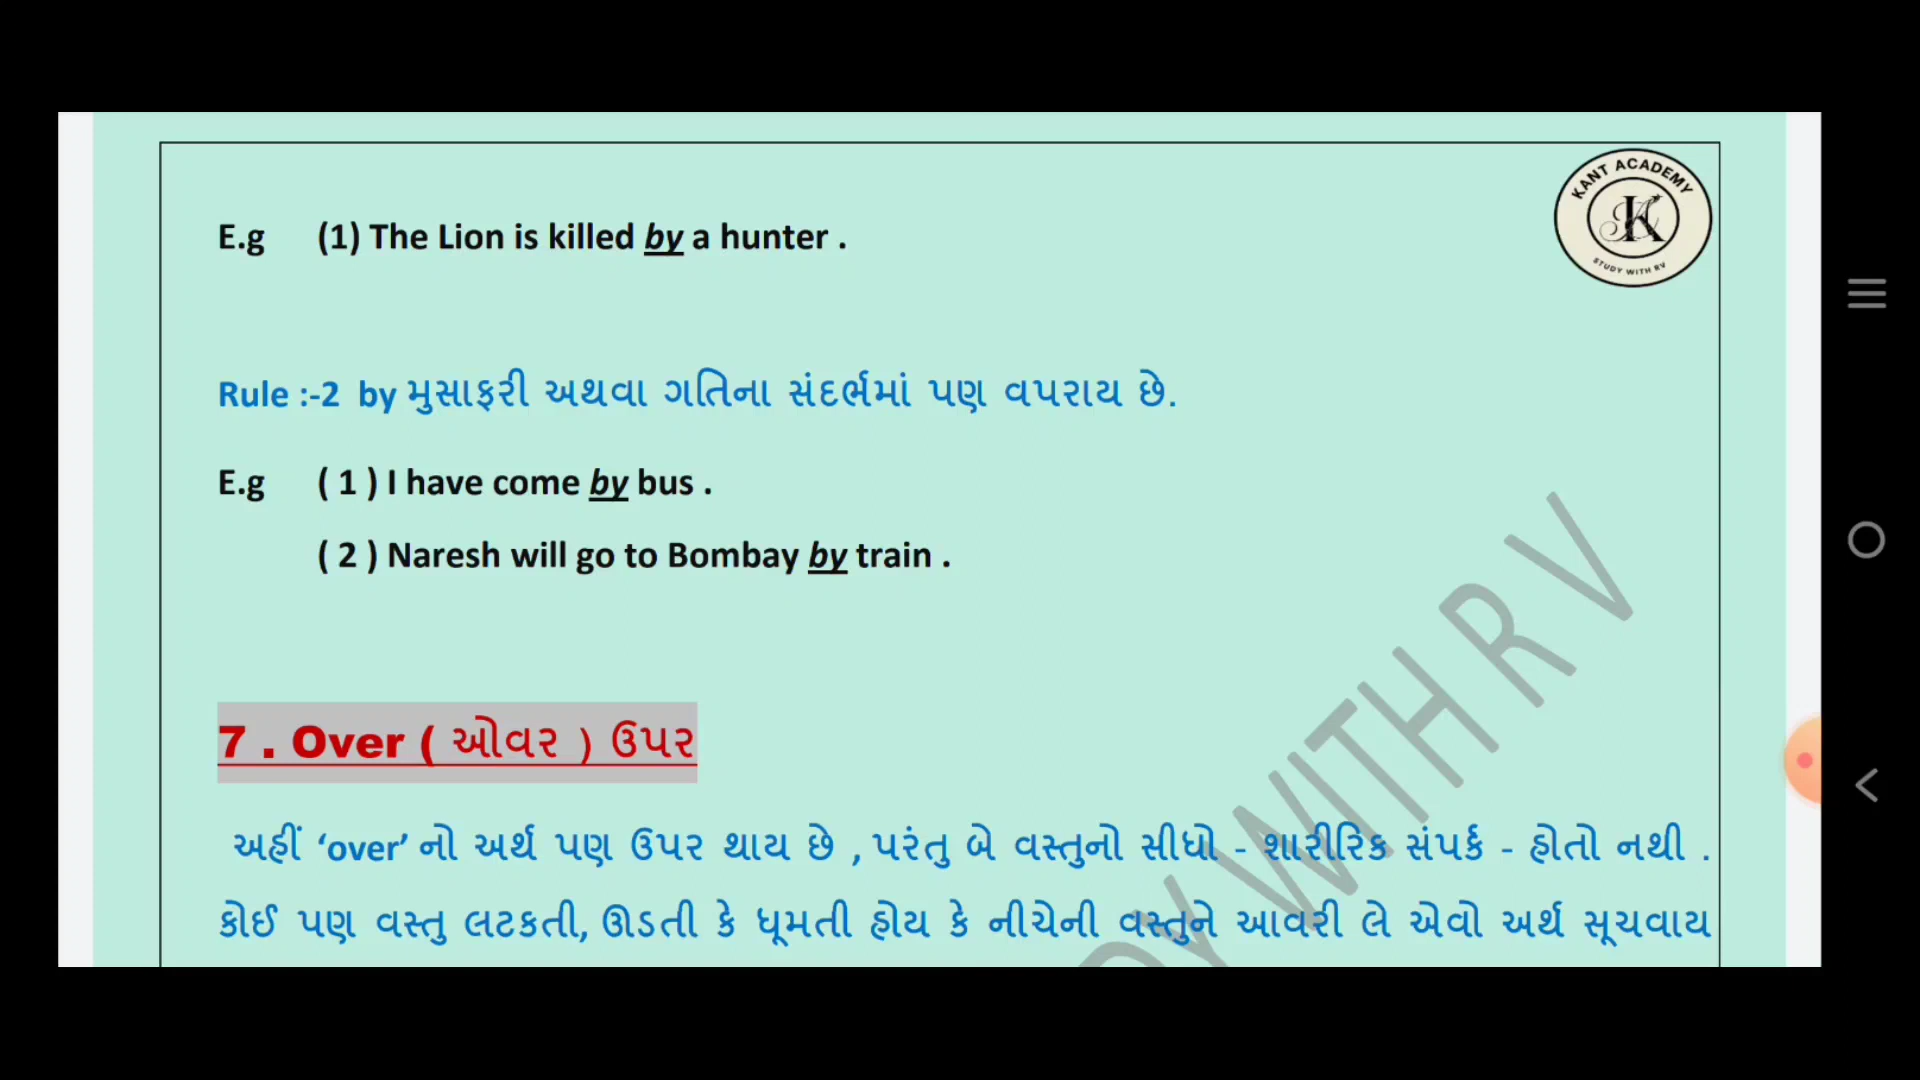 KANT ACADEMY
K
STUDY WITH RV
E.g (1) The Lion is killed by a hunter .
Rule :-2 by મુસાફરી અથવા ગતિના સંદર્ભમાં પણ વપરાય છે.
E.g ( 1 ) I have come by bus .
( 2 ) Naresh will go to Bombay by train .
7 . Over ( ઓવર ) ઉપર
અહીં ‘over’ નો અર્થ પણ ઉપર થાય છે , પરંતુ બે વસ્તુનો સીધો - શારીરિક સંપર્ક - હોતો નથી .
કોઈ પણ વસ્તુ લટકતી, ઊડતી કે ધૂમતી હોય કે નીચેની વસ્તુને આવરી લે એવો અર્થ સૂચવાય
DY WITH R V